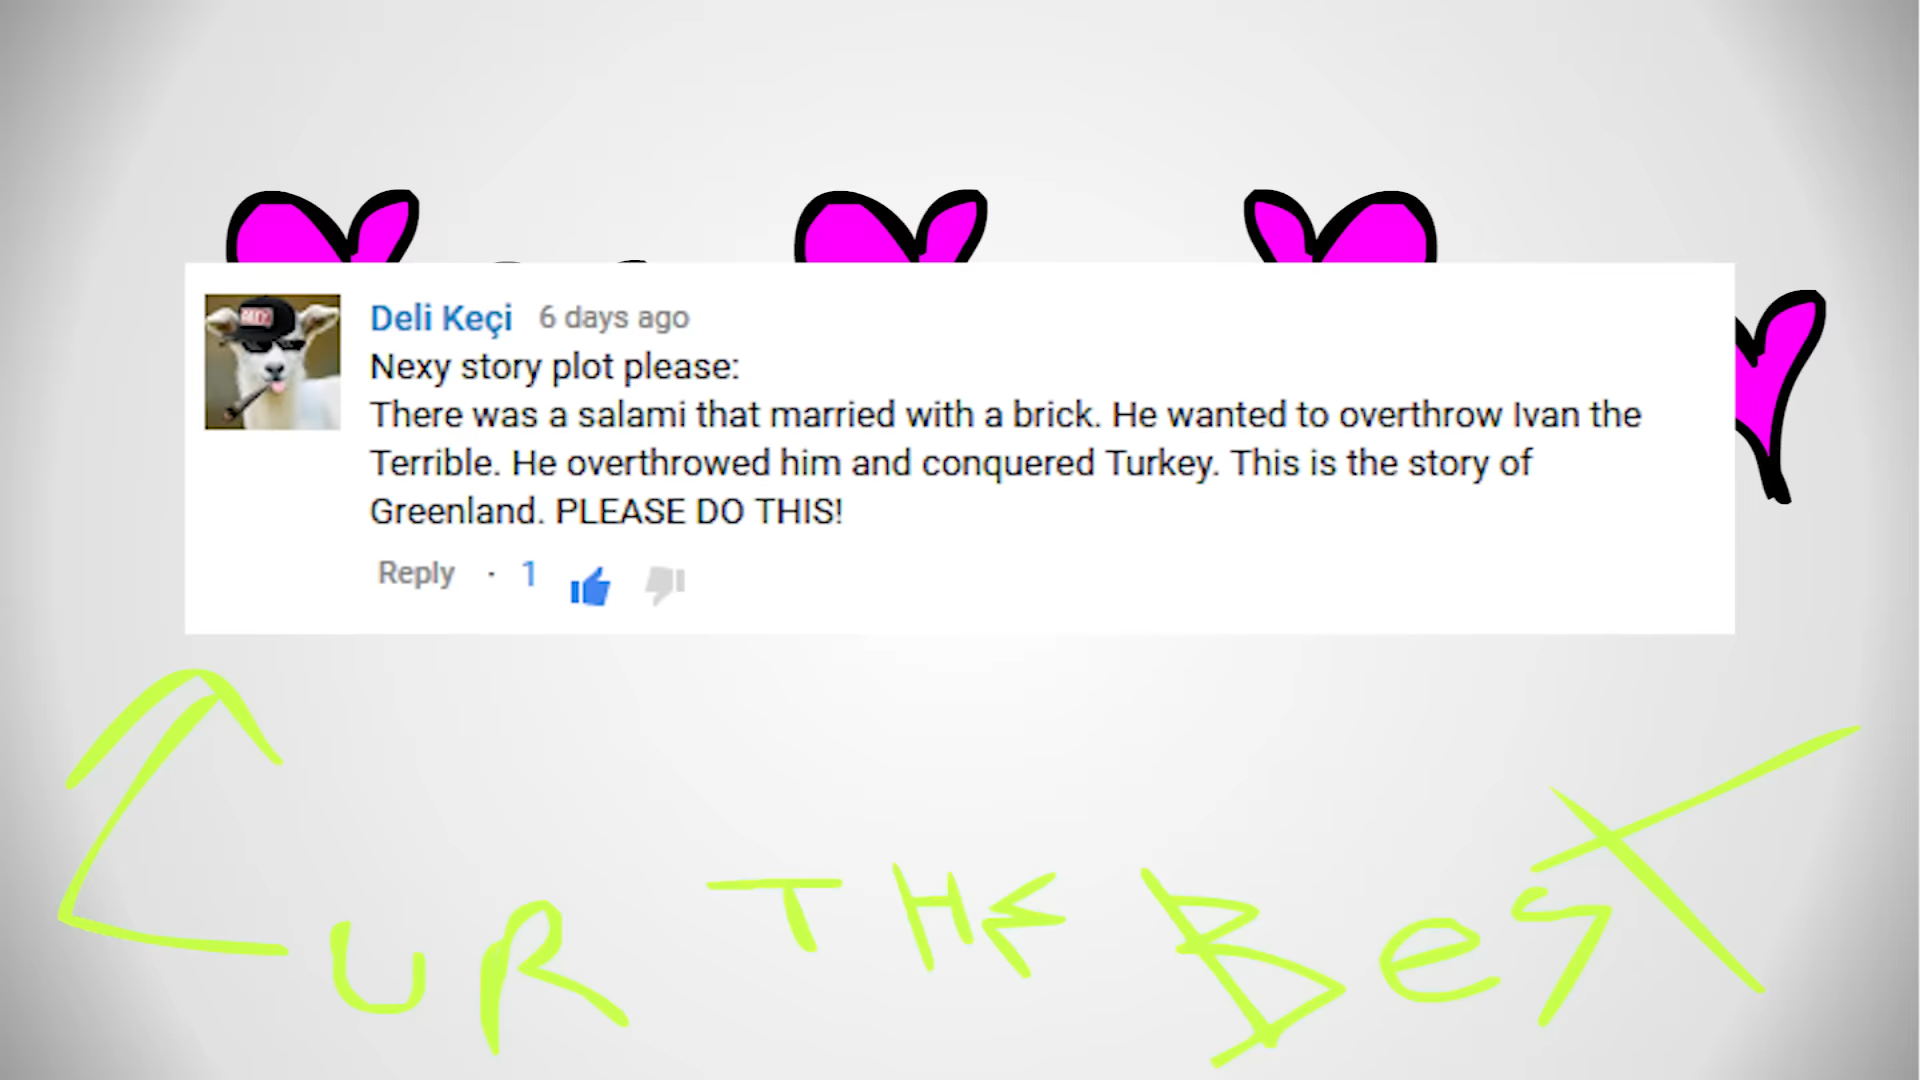 Deli Keçi 6 days ago
Nexy story plot please:
There was a salami that married with a brick. He wanted to overthrow Ivan the
Terrible. He overthrowed him and conquered Turkey. This is the story of
Greenland. PLEASE DO THIS!
Reply · 1
UR THE BesT